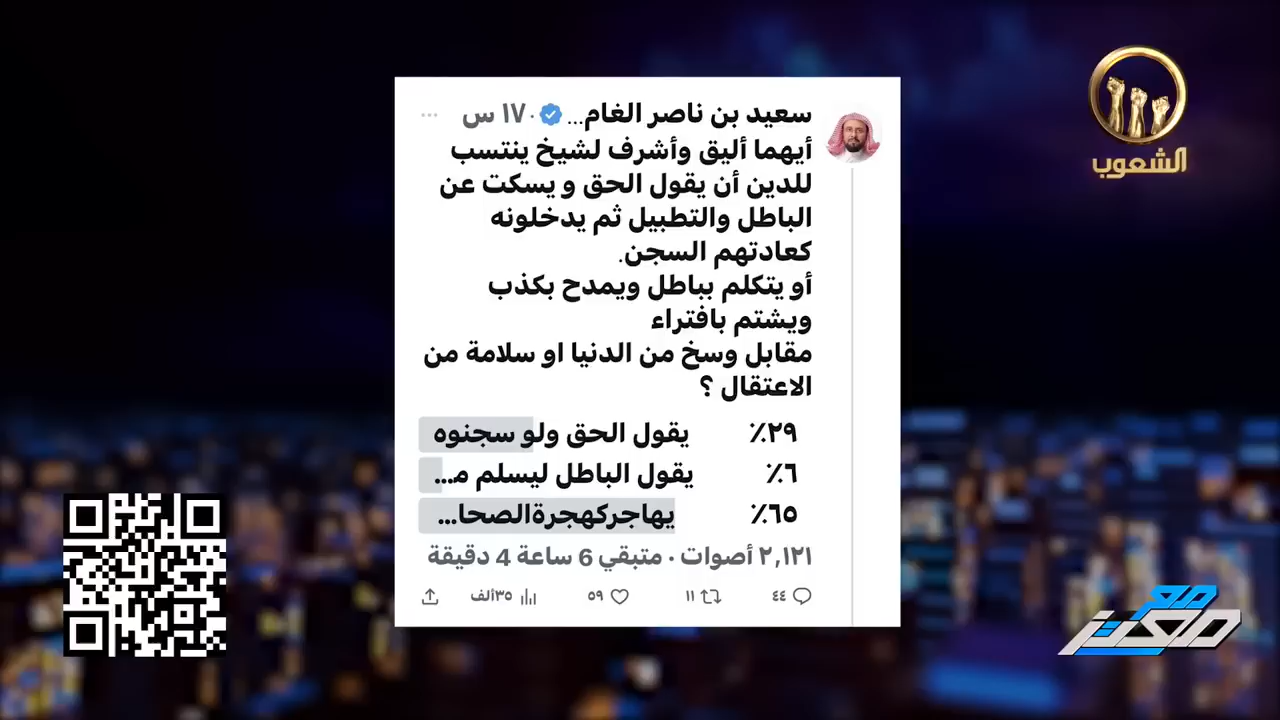 الشعوب
سعيد بن ناصر الغام... · ١٧ س
أيهما أليق وأشرف لشيخ ينتسب
للدين أن يقول الحق و يسكت عن
الباطل والتطبيل ثم يدخلونه
كعادتهم السجن.
أو يتكلم بباطل ويمدح بكذب
ويشتم بافتراء
مقابل وسخ من الدنيا او سلامة من
الاعتقال ؟
٢٩٪ يقول الحق ولو سجنوه
٦٪ يقول الباطل ليسلم مـ...
٦٥٪ يهاجركهجرةالصحا...
٢,١٢١ أصوات · متبقي 6 ساعة 4 دقيقة
٤٤ ١١ ٥٩ ٣٥ألف
مع
معتز